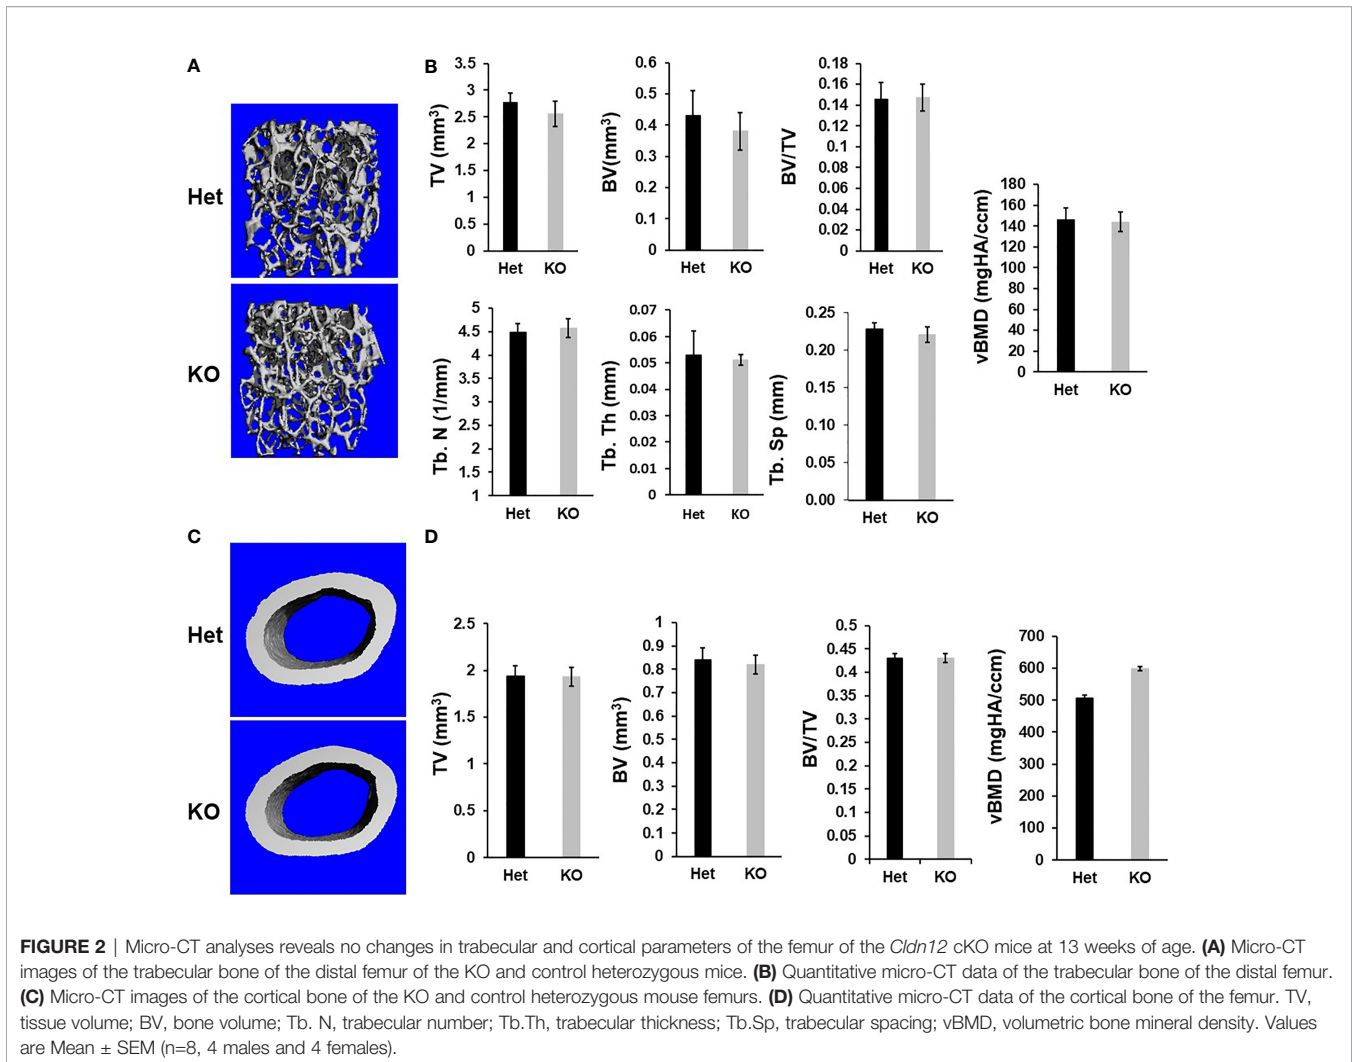 A
Het
KO
B
TV (mm³)
3.5
3
2.5
2
1.5
1
0.5
0
Het KO
BV(mm³)
0.6
0.5
0.4
0.3
0.2
0.1
0
Het KO
BV/TV
0.18
0.16
0.14
0.12
0.1
0.08
0.06
0.04
0.02
0
Het KO
vBMD (mgHA/ccm)
180
160
140
120
100
80
60
40
20
0
Het KO
Tb. N (1/mm)
5
4.5
4
3.5
3
2.5
2
1.5
1
Het KO
Tb. Th (mm)
0.07
0.06
0.05
0.04
0.03
0.02
0.01
0
Het KO
Tb. Sp (mm)
0.25
0.20
0.15
0.10
0.05
0.00
Het KO
C
Het
KO
D
TV (mm³)
2.5
2
1.5
1
0.5
0
Het KO
BV (mm³)
1
0.9
0.8
0.7
0.6
0.5
0.4
0.3
0.2
0.1
0
Het KO
BV/TV
0.5
0.45
0.4
0.35
0.3
0.25
0.2
0.15
0.1
0.05
0
Het KO
vBMD (mgHA/ccm)
700
600
500
400
300
200
100
0
Het KO
FIGURE 2 | Micro-CT analyses reveals no changes in trabecular and cortical parameters of the femur of the Cldn12 cKO mice at 13 weeks of age. (A) Micro-CT
images of the trabecular bone of the distal femur of the KO and control heterozygous mice. (B) Quantitative micro-CT data of the trabecular bone of the distal femur.
(C) Micro-CT images of the cortical bone of the KO and control heterozygous mouse femurs. (D) Quantitative micro-CT data of the cortical bone of the femur. TV,
tissue volume; BV, bone volume; Tb. N, trabecular number; Tb.Th, trabecular thickness; Tb.Sp, trabecular spacing; vBMD, volumetric bone mineral density. Values
are Mean ± SEM (n=8, 4 males and 4 females).